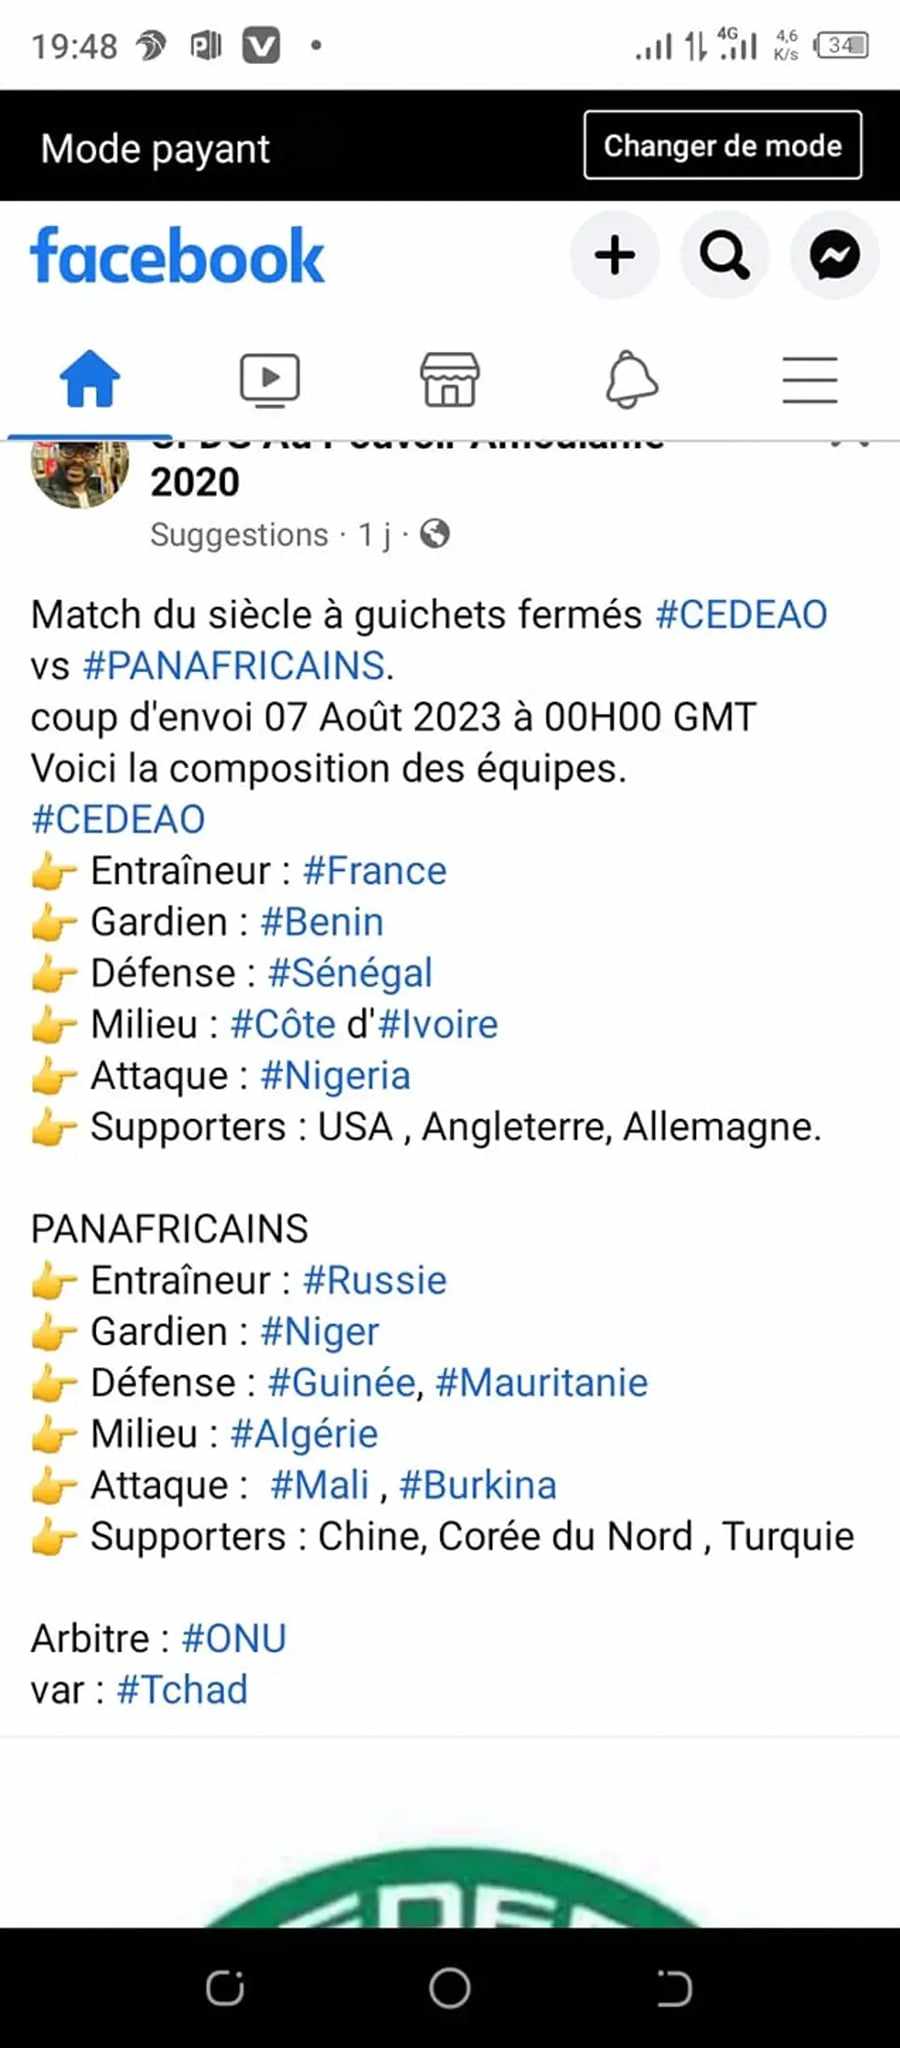 19:48
4G
4,6
K/s
34
Mode payant
Changer de mode
facebook
2020
Suggestions · 1 j ·
Match du siècle à guichets fermés #CEDEAO
vs #PANAFRICAINS.
coup d'envoi 07 Août 2023 à 00H00 GMT
Voici la composition des équipes.
#CEDEAO
👉 Entraîneur : #France
👉 Gardien : #Benin
👉 Défense : #Sénégal
👉 Milieu : #Côte d'#Ivoire
👉 Attaque : #Nigeria
👉 Supporters : USA , Angleterre, Allemagne.
PANAFRICAINS
👉 Entraîneur : #Russie
👉 Gardien : #Niger
👉 Défense : #Guinée, #Mauritanie
👉 Milieu : #Algérie
👉 Attaque :  #Mali , #Burkina
👉 Supporters : Chine, Corée du Nord , Turquie
Arbitre : #ONU
var : #Tchad